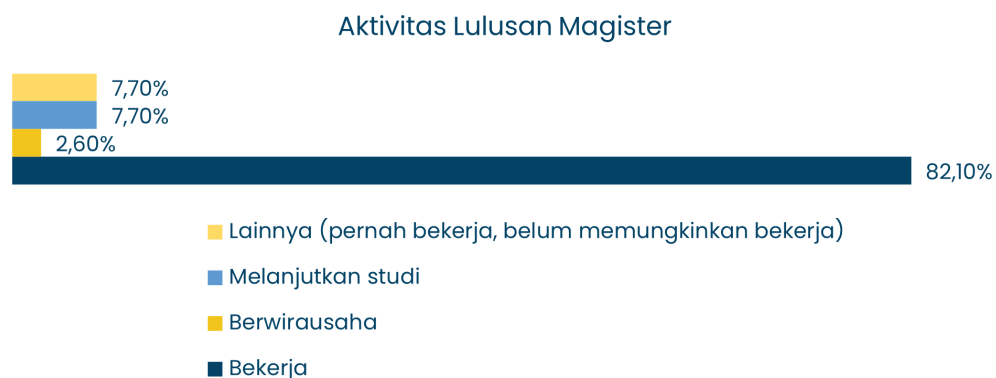 Aktivitas Lulusan Magister
7,70%
7,70%
2,60%
82,10%
Lainnya (pernah bekerja, belum memungkinkan bekerja)
Melanjutkan studi
Berwirausaha
Bekerja